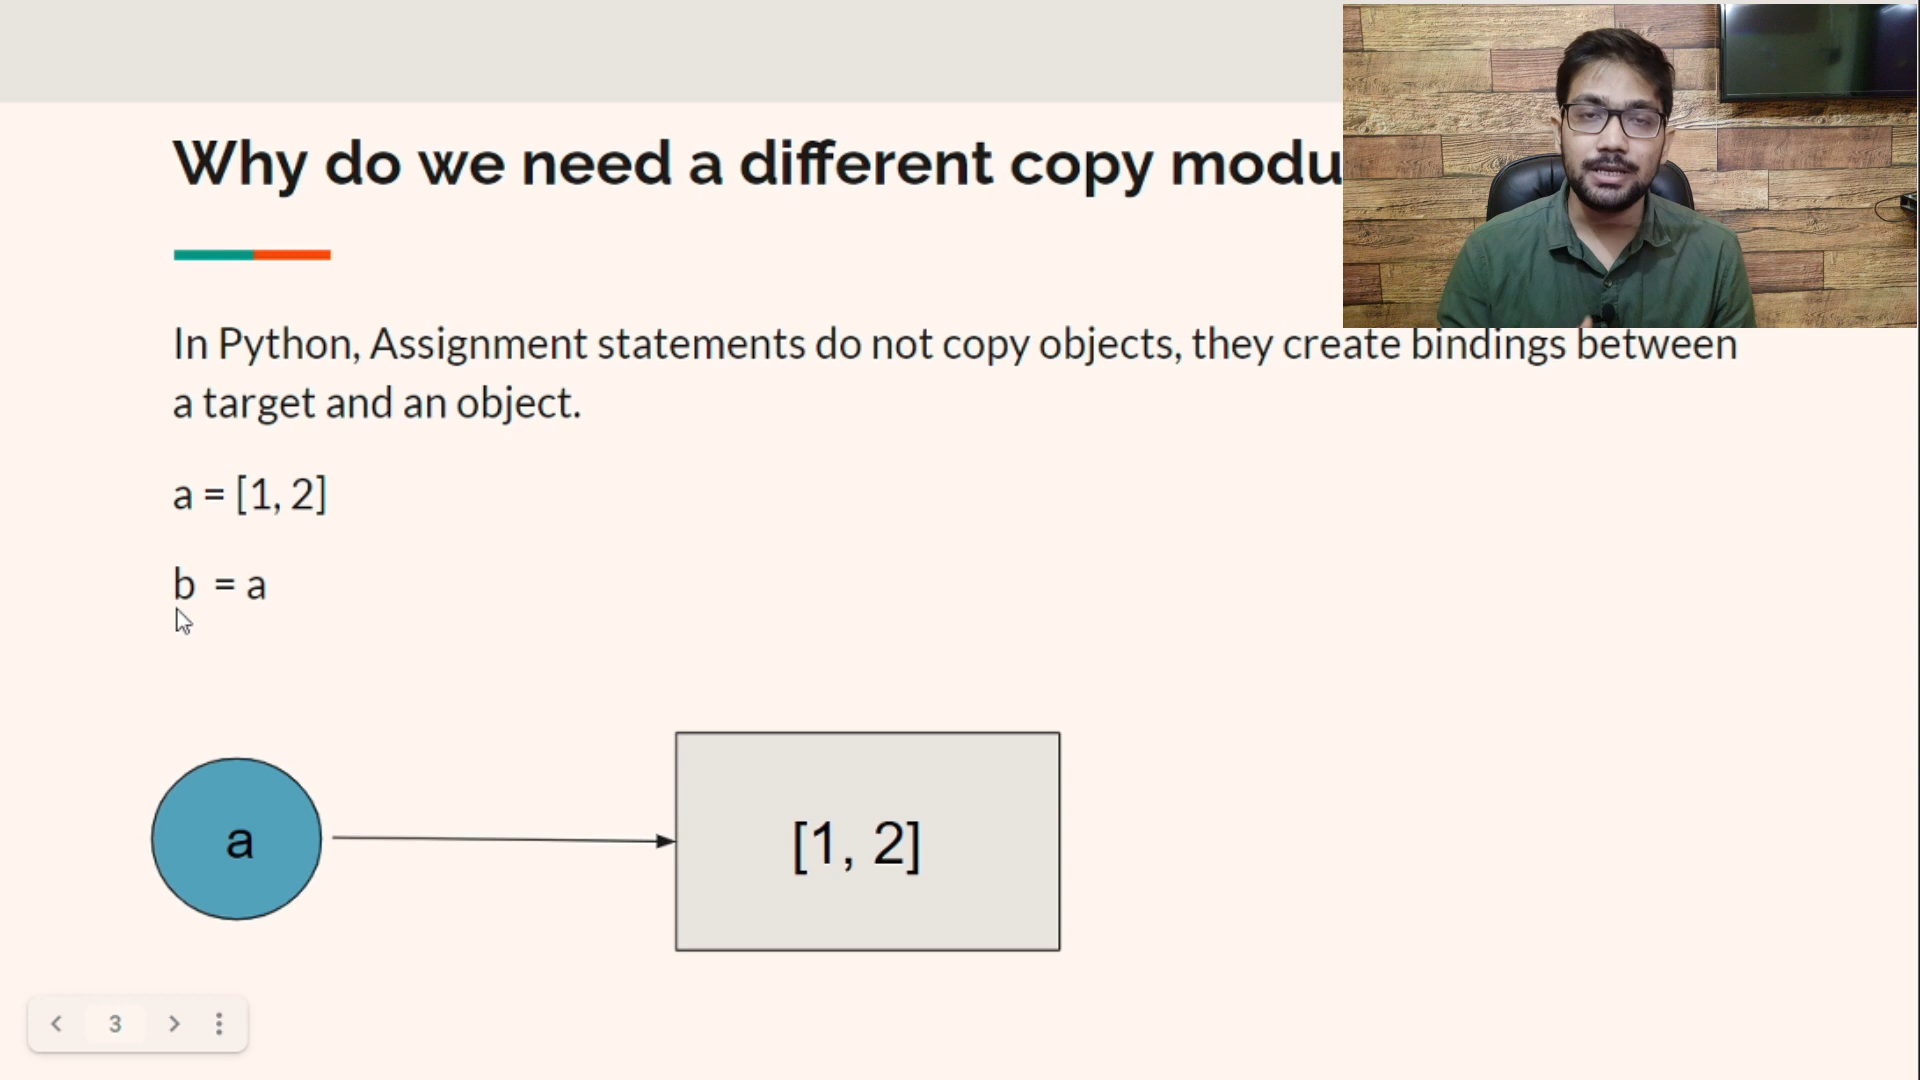 Why do we need a different copy modu
In Python, Assignment statements do not copy objects, they create bindings between
a target and an object.
a = [1, 2]
b = a
a
[1, 2]
3